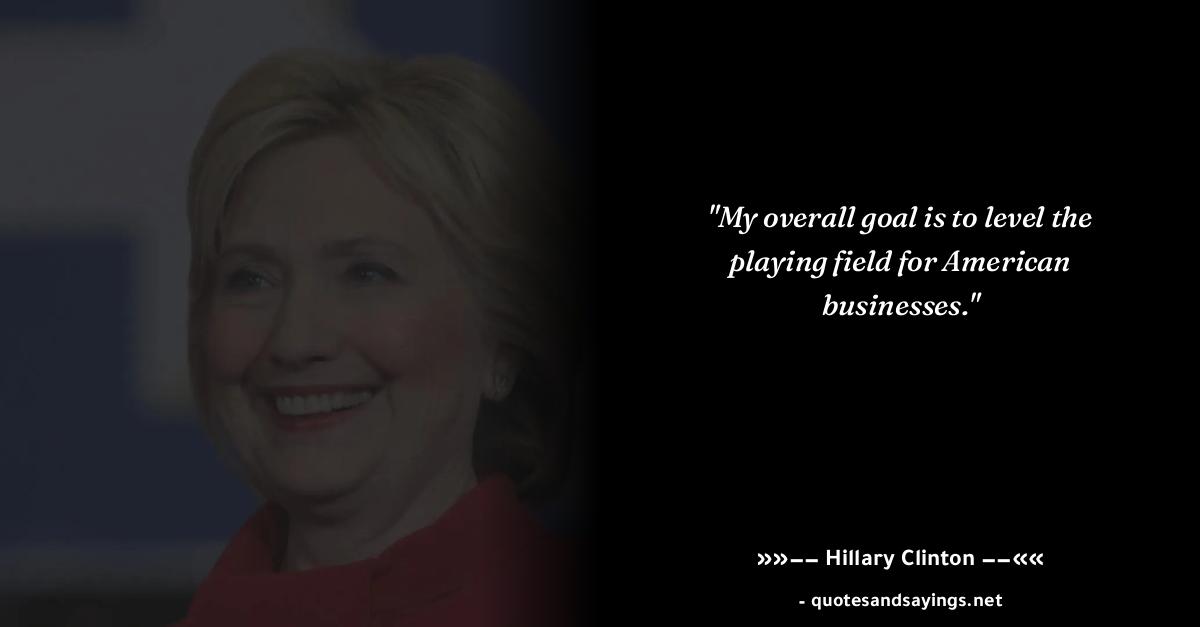 "My overall goal is to level the
playing field for American
businesses."
»»–– Hillary Clinton ––««
- quotesandsayings.net